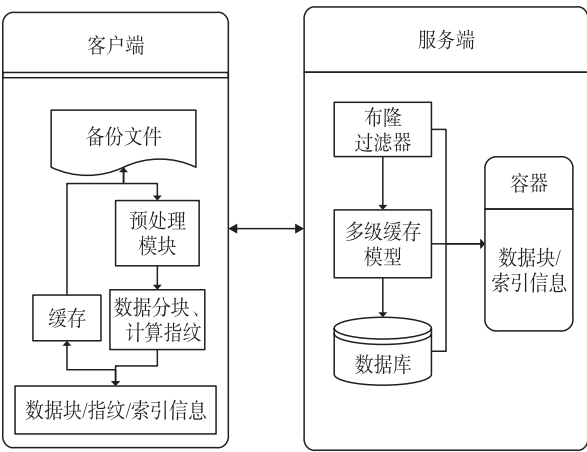 客户端
备份文件
预处理
模块
数据分块、
计算指纹
缓存
数据块/指纹/索引信息
服务端
布隆
过滤器
多级缓存
模型
数据库
容器
数据块/
索引信息